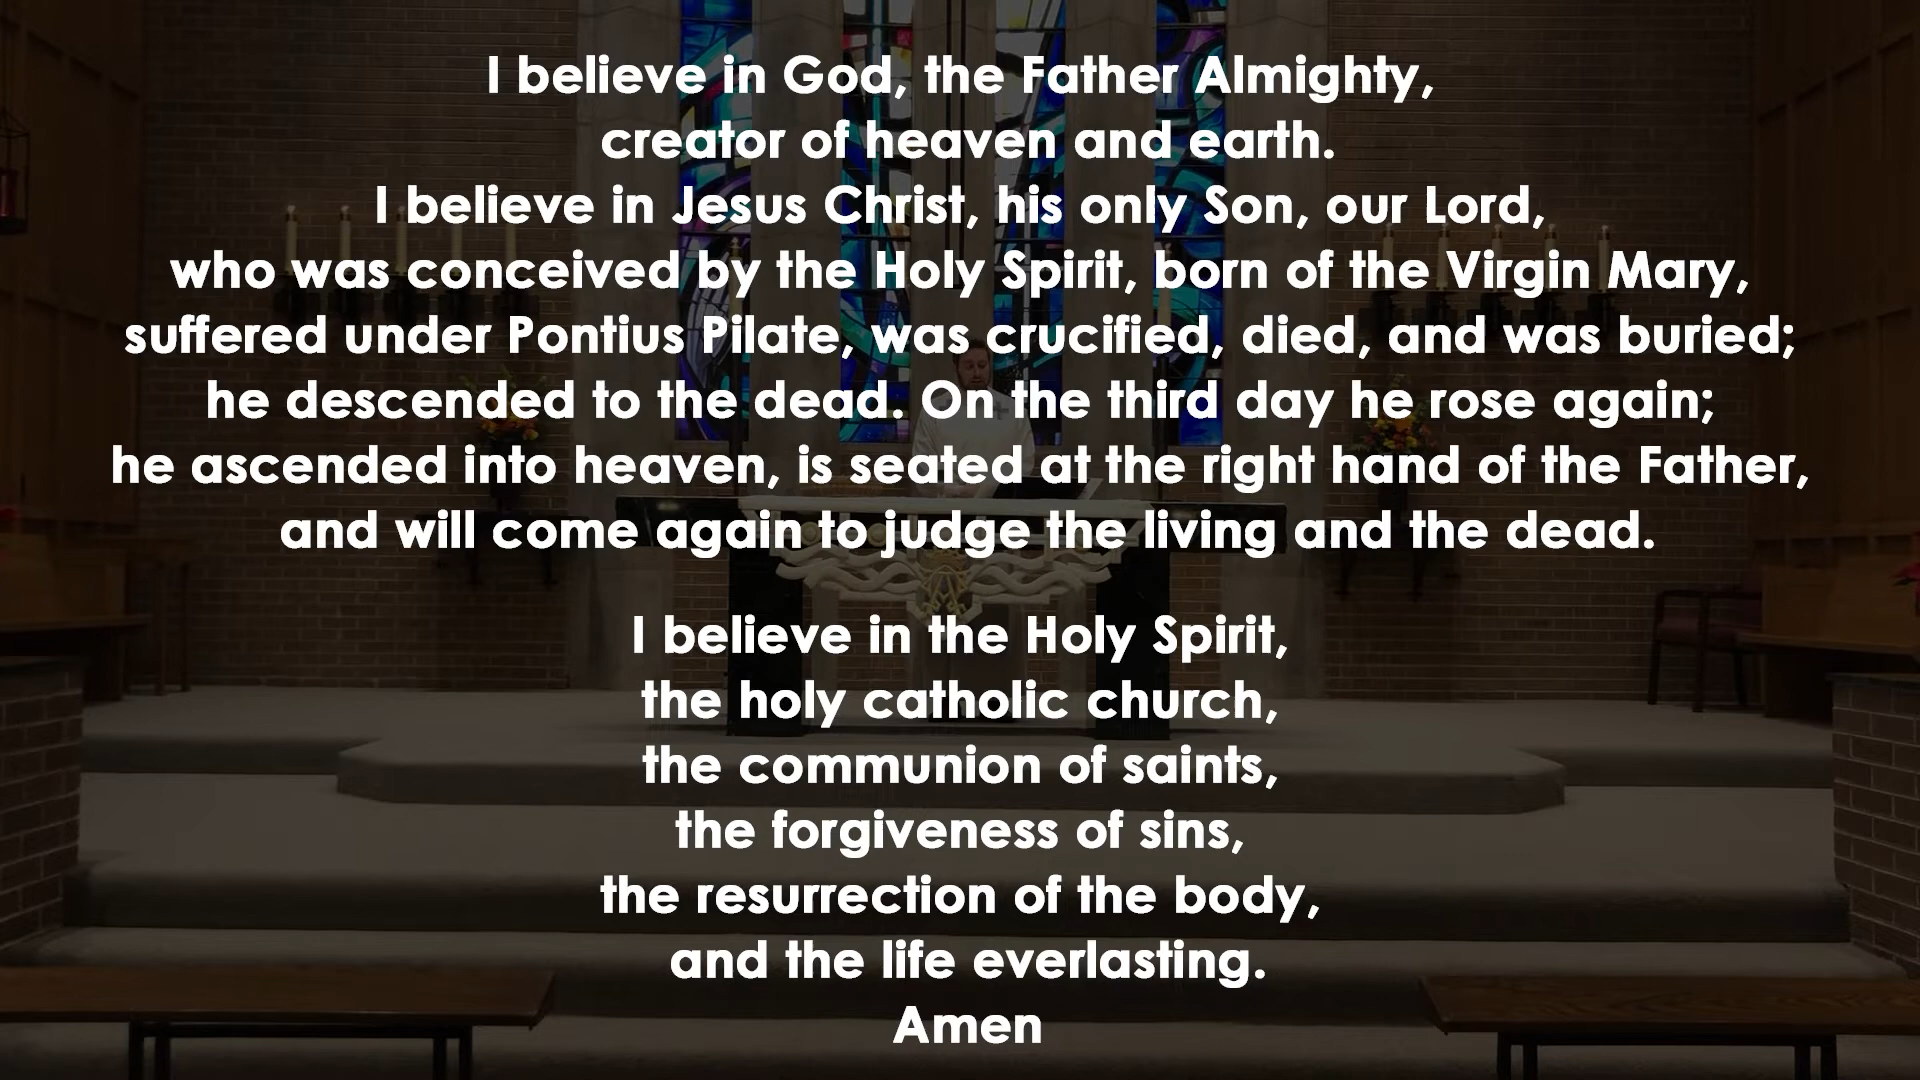 I believe in God, the Father Almighty,
creator of heaven and earth.
I believe in Jesus Christ, his only Son, our Lord,
who was conceived by the Holy Spirit, born of the Virgin Mary,
suffered under Pontius Pilate, was crucified, died, and was buried;
he descended to the dead. On the third day he rose again;
he ascended into heaven, is seated at the right hand of the Father,
and will come again to judge the living and the dead.
I believe in the Holy Spirit,
the holy catholic church,
the communion of saints,
the forgiveness of sins,
the resurrection of the body,
and the life everlasting.
Amen